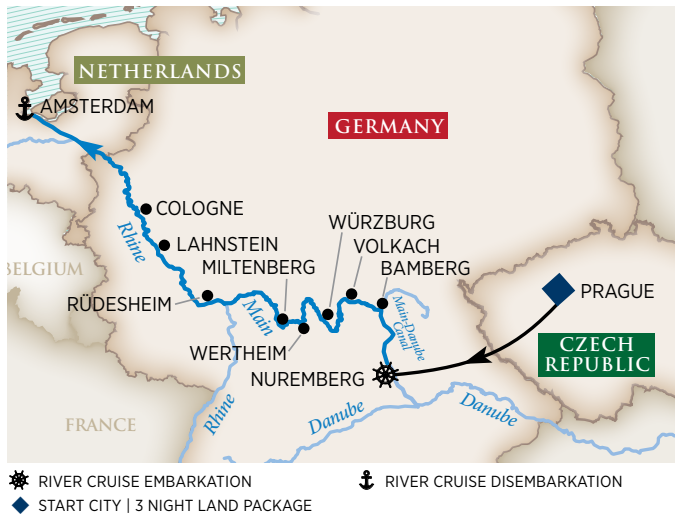 NETHERLANDS
AMSTERDAM
GERMANY
COLOGNE
Rhine
LAHNSTEIN
WÜRZBURG
VOLKACH
MILTENBERG
BAMBERG
BELGIUM
RÜDESHEIM
Main
PRAGUE
Main-Danube
Canal
WERTHEIM
CZECH
REPUBLIC
NUREMBERG
Rhine
Danube
Danube
FRANCE
RIVER CRUISE EMBARKATION
RIVER CRUISE DISEMBARKATION
START CITY | 3 NIGHT LAND PACKAGE